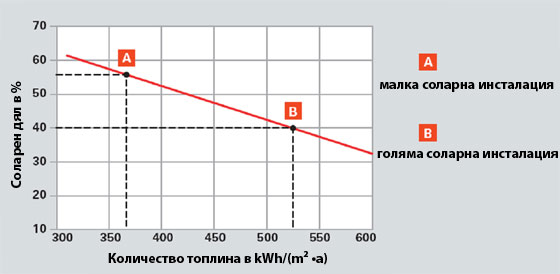 70
60
50
40
30
20
10
Соларен дял в %
A
B
300 350 400 450 500 550 600
Количество топлина в kWh/(m² •a)
A
малка соларна инсталация
B
голяма соларна инсталация